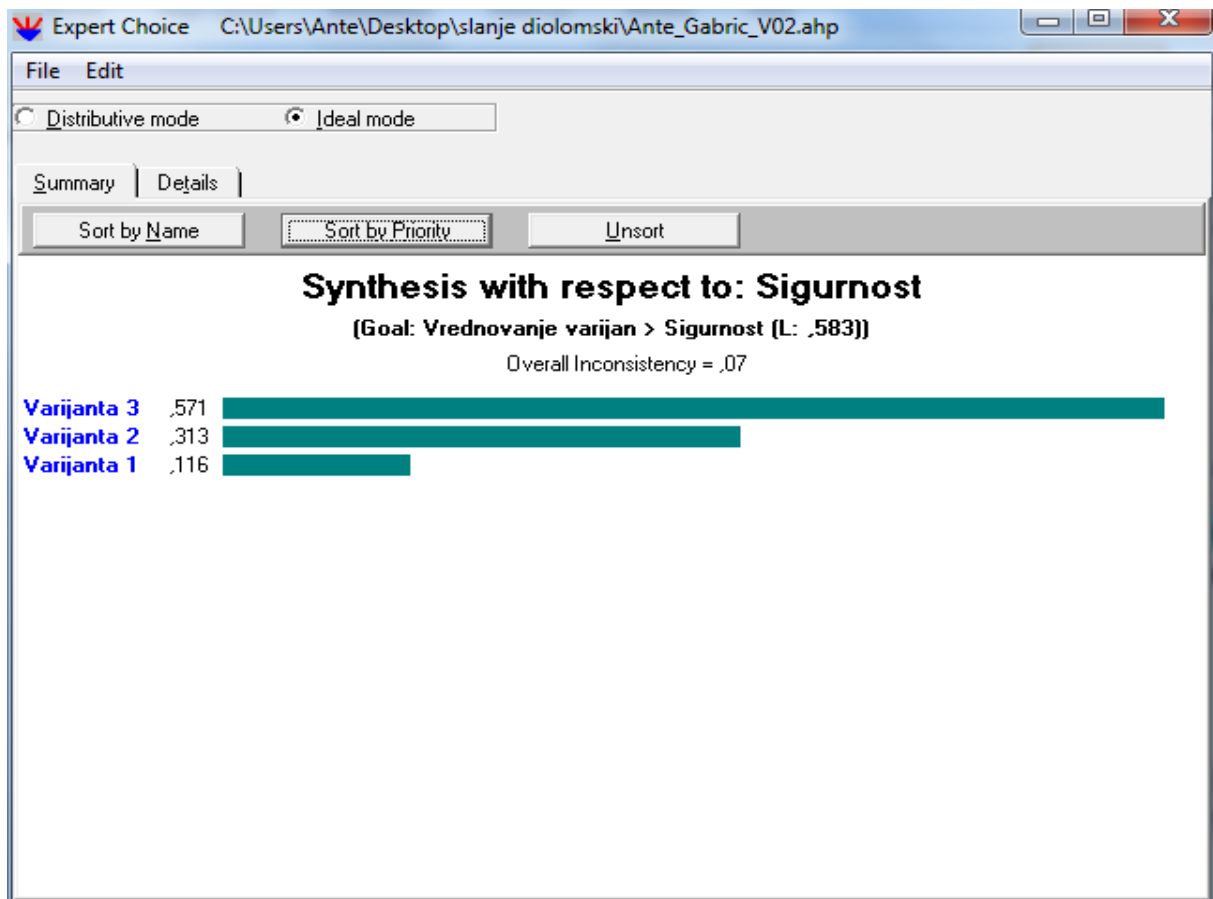 Expert Choice C:\Users\Ante\Desktop\slanje diolomski\Ante_Gabric_V02.ahp
File Edit
Distributive mode Ideal mode
Summary Details
Sort by Name Sort by Priority Unsort
Synthesis with respect to: Sigurnost
(Goal: Vrednovanje varijan > Sigurnost (L: ,583))
Overall Inconsistency = ,07
Varijanta 3 ,571
Varijanta 2 ,313
Varijanta 1 ,116